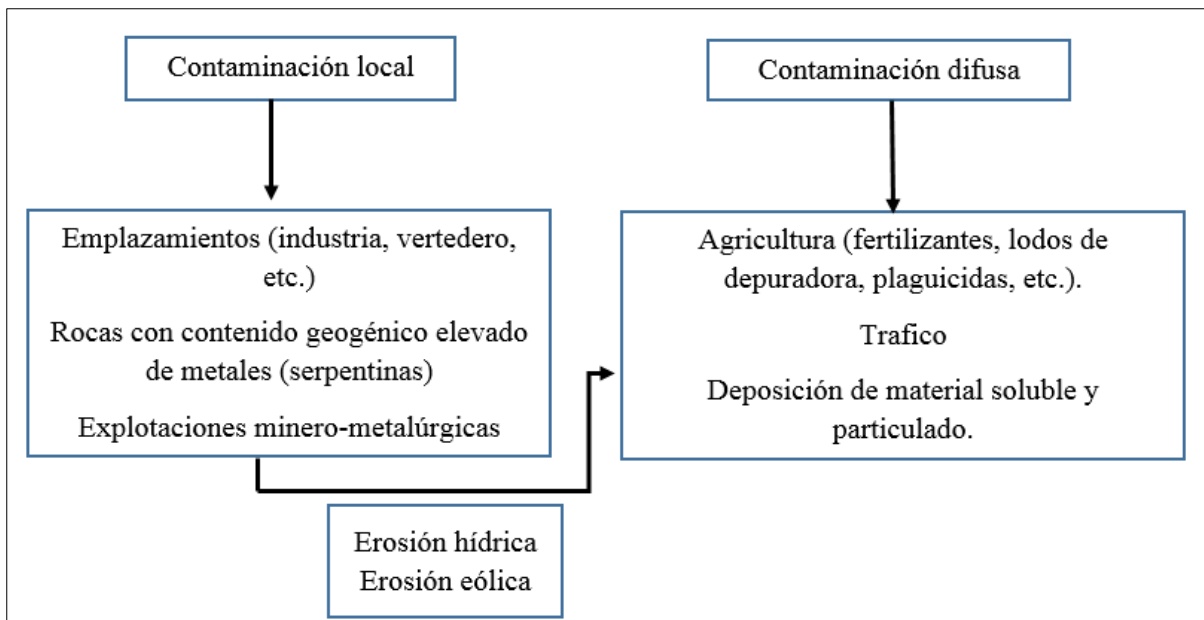 Contaminación local
Contaminación difusa
Emplazamientos (industria, vertedero,
etc.)
Rocas con contenido geogénico elevado
de metales (serpentinas)
Explotaciones minero-metalúrgicas
Agricultura (fertilizantes, lodos de
depuradora, plaguicidas, etc.).
Trafico
Deposición de material soluble y
particulado.
Erosión hídrica
Erosión eólica